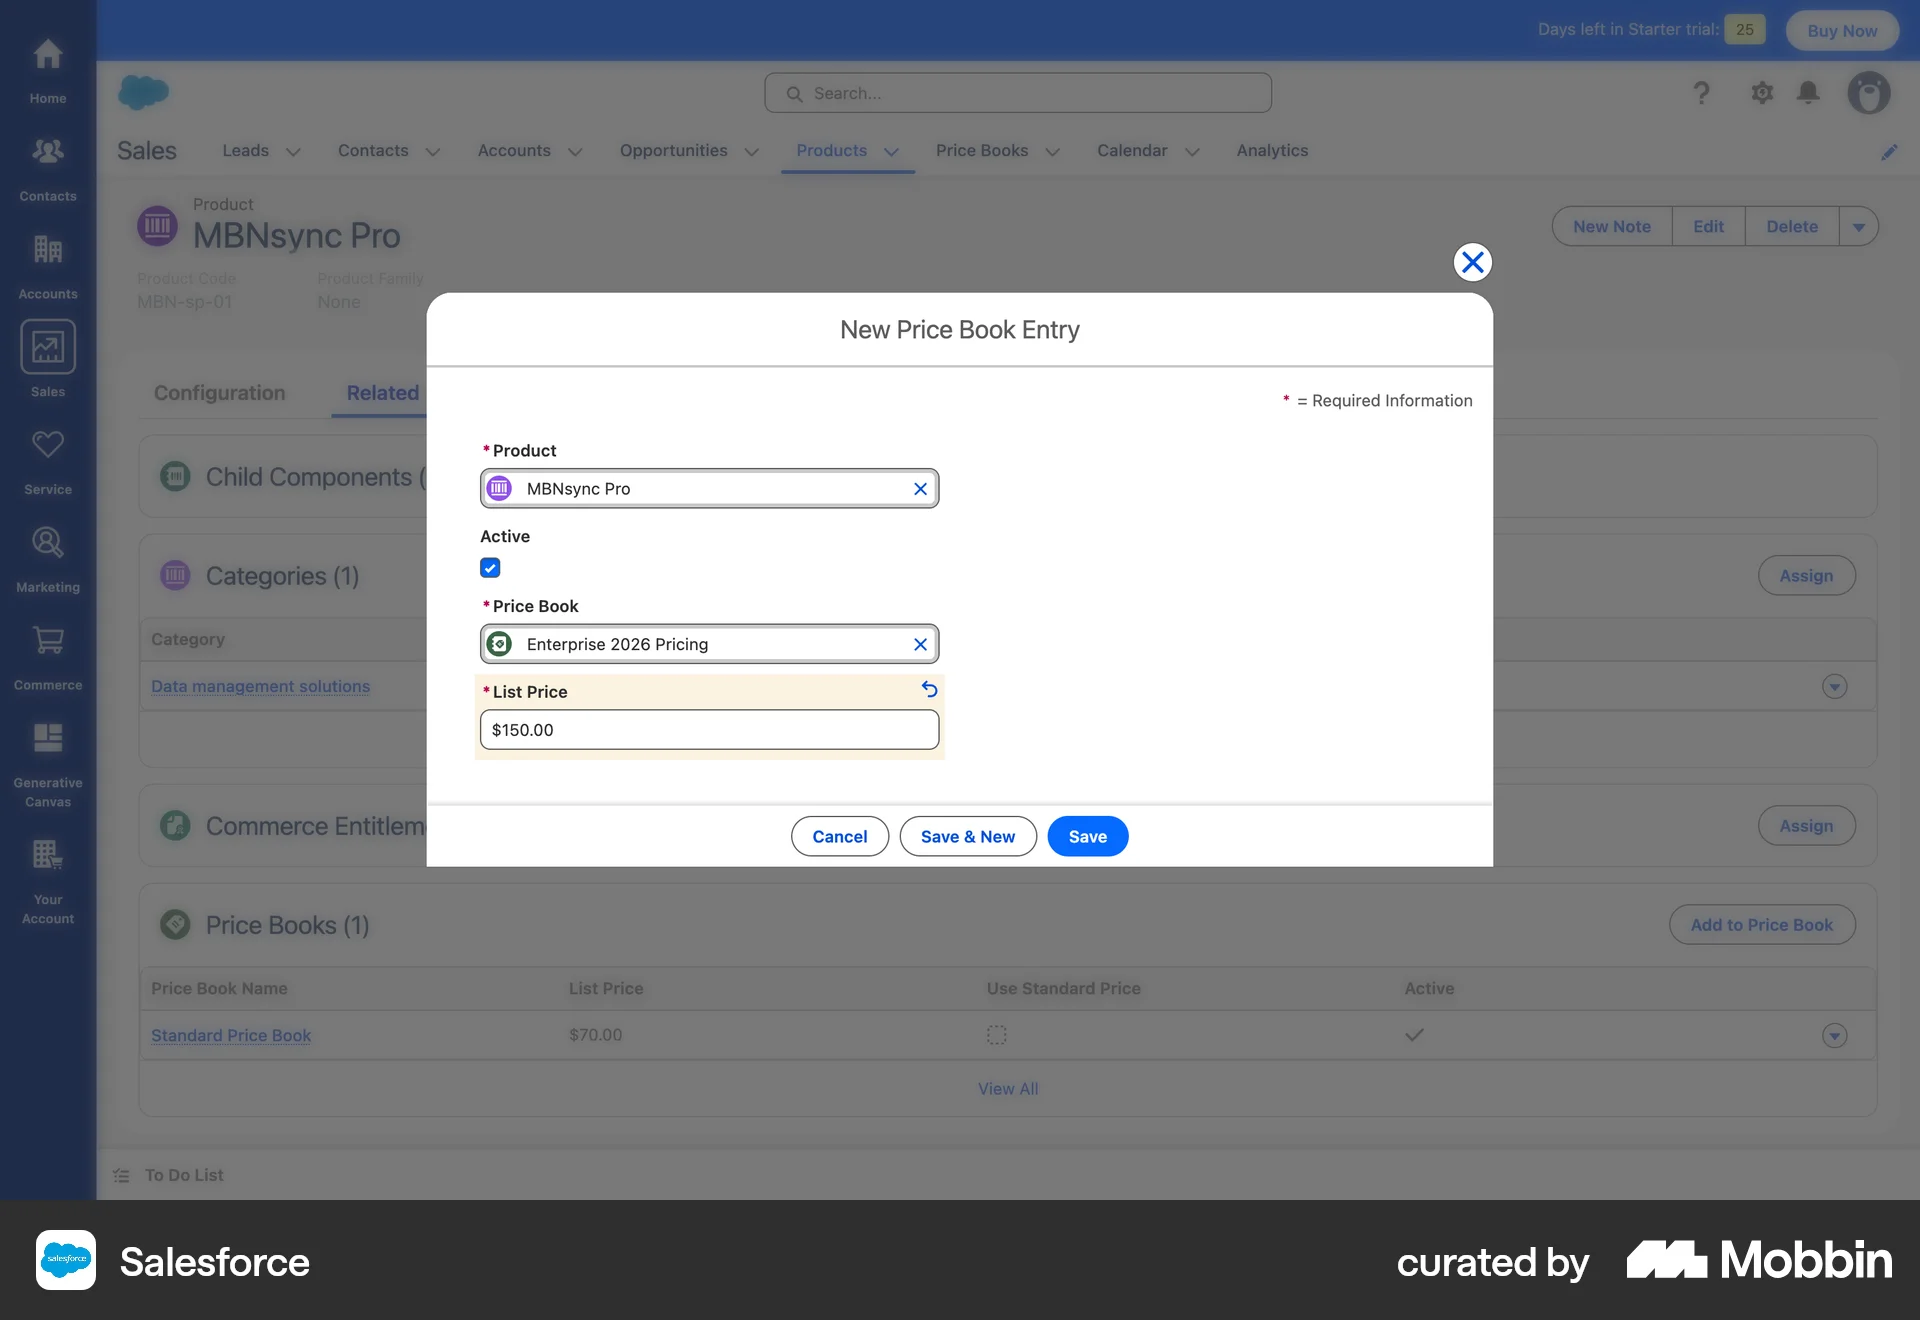 Days left in Starter trial: 25 Buy Now
Home
Contacts
Accounts
Sales
Service
Marketing
Commerce
Generative
Canvas
Your
Account
Search...
Sales Leads Contacts Accounts Opportunities Products Price Books Calendar Analytics
Product
MBNsync Pro
New Note Edit Delete
Product Code Product Family
MBN-sp-01 None
Configuration Related
Child Components (
Categories (1) Assign
Category
Data management solutions
Commerce Entitlem Assign
New Price Book Entry
* = Required Information
*Product
MBNsync Pro
Active
*Price Book
Enterprise 2026 Pricing
*List Price
$150.00
Cancel Save & New Save
Price Books (1) Add to Price Book
Price Book Name List Price Use Standard Price Active
Standard Price Book $70.00
View All
To Do List
salesforce
Salesforce curated by Mobbin